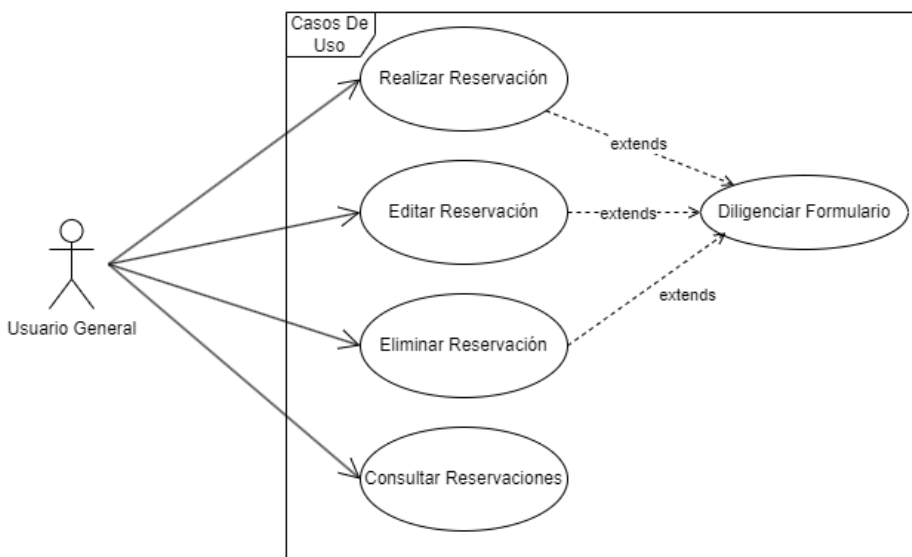 Casos De
Uso
Realizar Reservación
extends
Editar Reservación
extends
Diligenciar Formulario
Usuario General
Eliminar Reservación
extends
Consultar Reservaciones